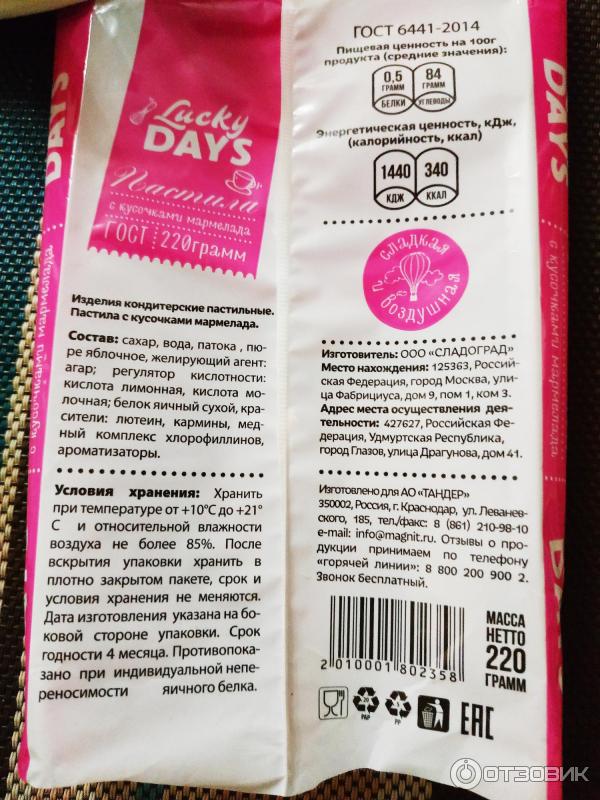 DAYS
Lucky
DAYS
Пастила
с кусочками мармелада
ГОСТ 220грамм
с кусочками мармелада
Изделия кондитерские пастильные.
Пастила с кусочками мармелада.
Состав: сахар, вода, патока , пю-
ре яблочное, желирующий агент:
агар; регулятор кислотности:
кислота лимонная, кислота мо-
лочная; белок яичный сухой, кра-
сители: лютеин, кармины, мед-
ный комплекс хлорофиллинов,
ароматизаторы.
Условия хранения: Хранить
при температуре от +10°С до +21°
С и относительной влажности
воздуха не более 85%. После
вскрытия упаковки хранить в
плотно закрытом пакете, срок и
условия хранения не меняются.
Дата изготовления указана на бо-
ковой стороне упаковки. Срок
годности 4 месяца. Противопока-
зано при индивидуальной непе-
реносимости яичного белка.
ГОСТ 6441-2014
Пищевая ценность на 100г
продукта (средние значения):
0,5 84
ГРАММ ГРАММ
БЕЛКИ УГЛЕВОДЫ
Энергетическая ценность, кДж,
(калорийность, ккал)
1440 340
КДЖ ККАЛ
сладкая
воздушная
Изготовитель: ООО «СЛАДОГРАД»
Место нахождения: 125363, Россий-
ская Федерация, город Москва, ули-
ца Фабрициуса, дом 9, пом 1, ком 3.
Адрес места осуществления дея-
тельности: 427627, Российская Фе-
дерация, Удмуртская Республика,
город Глазов, улица Драгунова, дом 41.
Изготовлено для АО «ТАНДЕР»
350002, Россия, г. Краснодар, ул. Леванев-
ского, 185, тел./факс: 8 (861) 210-98-10
e-mail: info@magnit.ru. Отзывы о про-
дукции принимаем по телефону
«горячей линии»: 8 800 200 900 2.
Звонок бесплатный.
2 010001 802358
МАССА
НЕТТО
220
ГРАММ
PAP
PP
EAC
DAYS
с кусочками мармелада
ОТЗОВИК